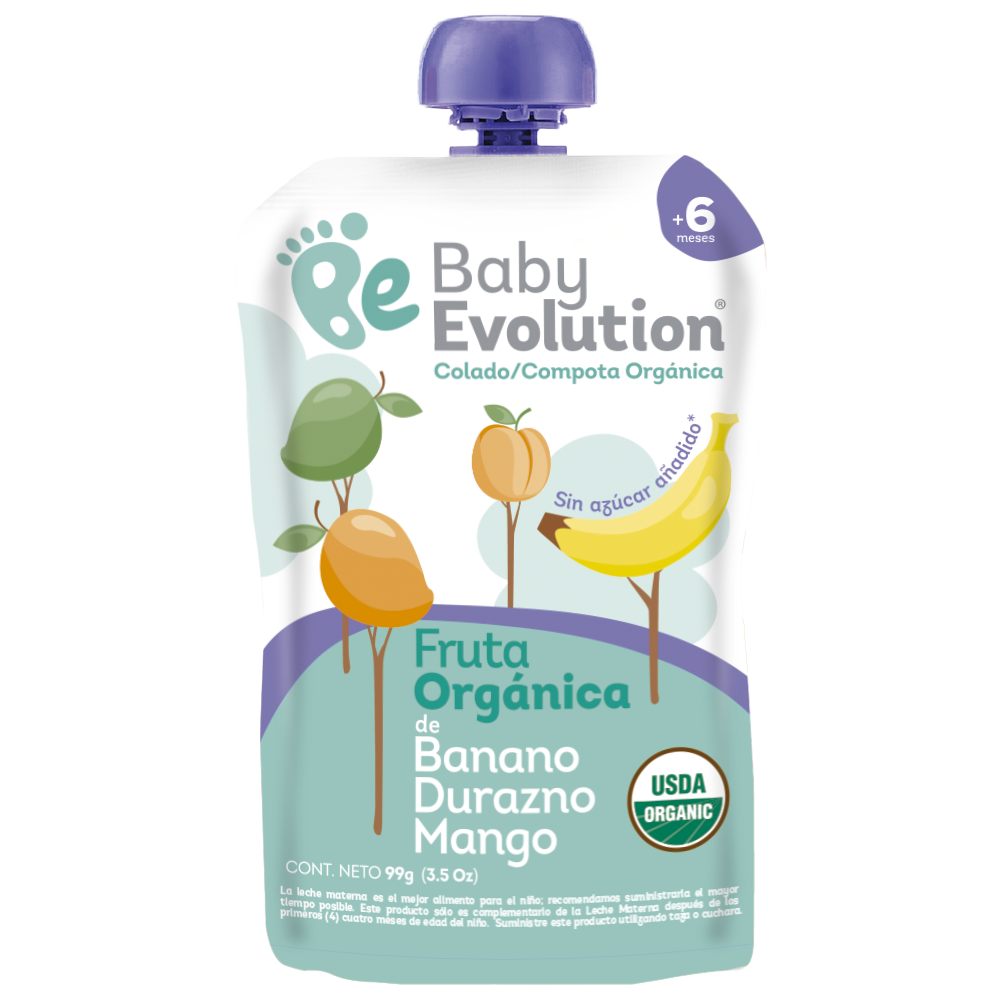 +6
meses
Be Baby
Evolution®
Colado/Compota Orgánica
Sin azúcar añadido*
Fruta
Orgánica
de
Banano
Durazno
Mango
USDA
ORGANIC
CONT. NETO 99g (3.5 Oz)
La leche materna es el mejor alimento para el niño; recomendamos suministrarla el mayor
tiempo posible. Este producto sólo es complementario de la Leche Materna después de los
primeros (4) cuatro meses de edad del niño. Suministre este producto utilizando taza o cuchara.